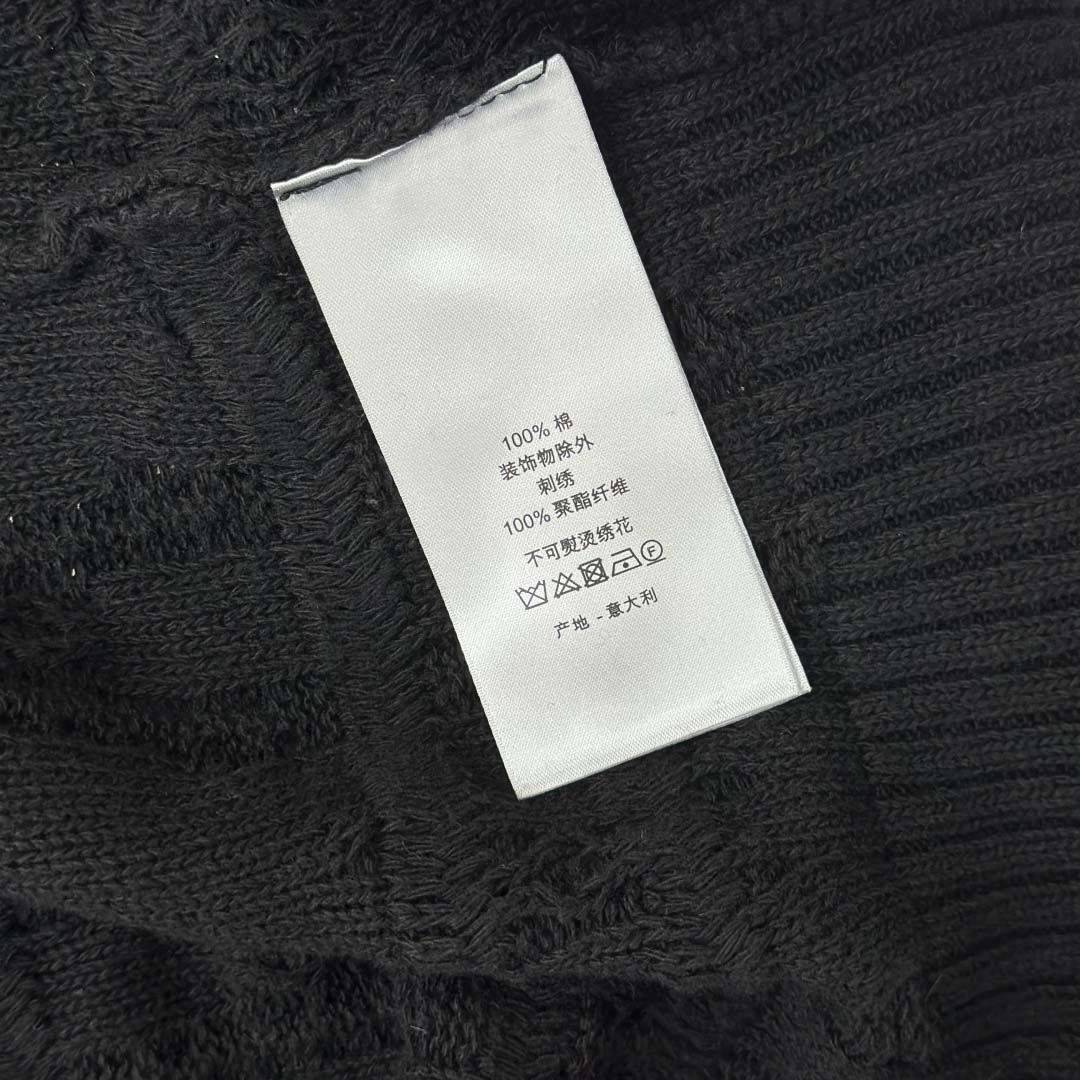 100% 棉
装饰物除外
刺绣
100% 聚酯纤维
不可熨烫绣花
F
产地 - 意大利